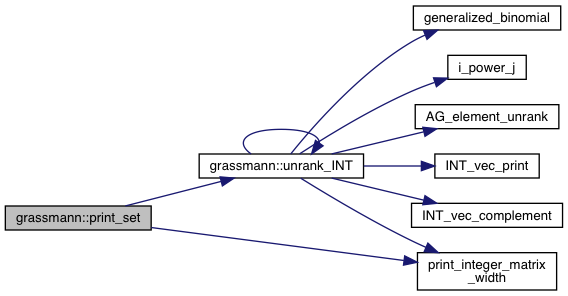 generalized_binomial
i_power_j
AG_element_unrank
grassmann::unrank_INT
INT_vec_print
grassmann::print_set
INT_vec_complement
print_integer_matrix
_width